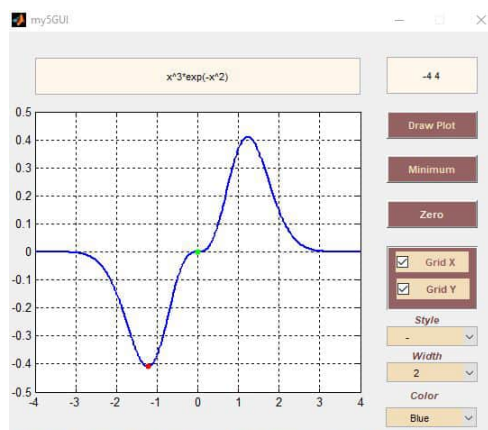 my5GUI
x^3*exp(-x^2)
-4 4
0.5
0.4
0.3
0.2
0.1
0
-0.1
-0.2
-0.3
-0.4
-0.5
-4 -3 -2 -1 0 1 2 3 4
Draw Plot
Minimum
Zero
Grid X
Grid Y
Style
-
Width
2
Color
Blue